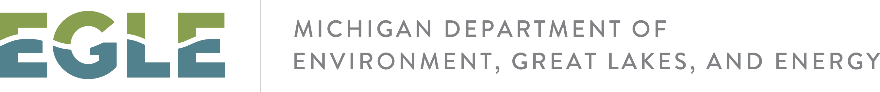 EGLE
MICHIGAN DEPARTMENT OF
ENVIRONMENT, GREAT LAKES, AND ENERGY